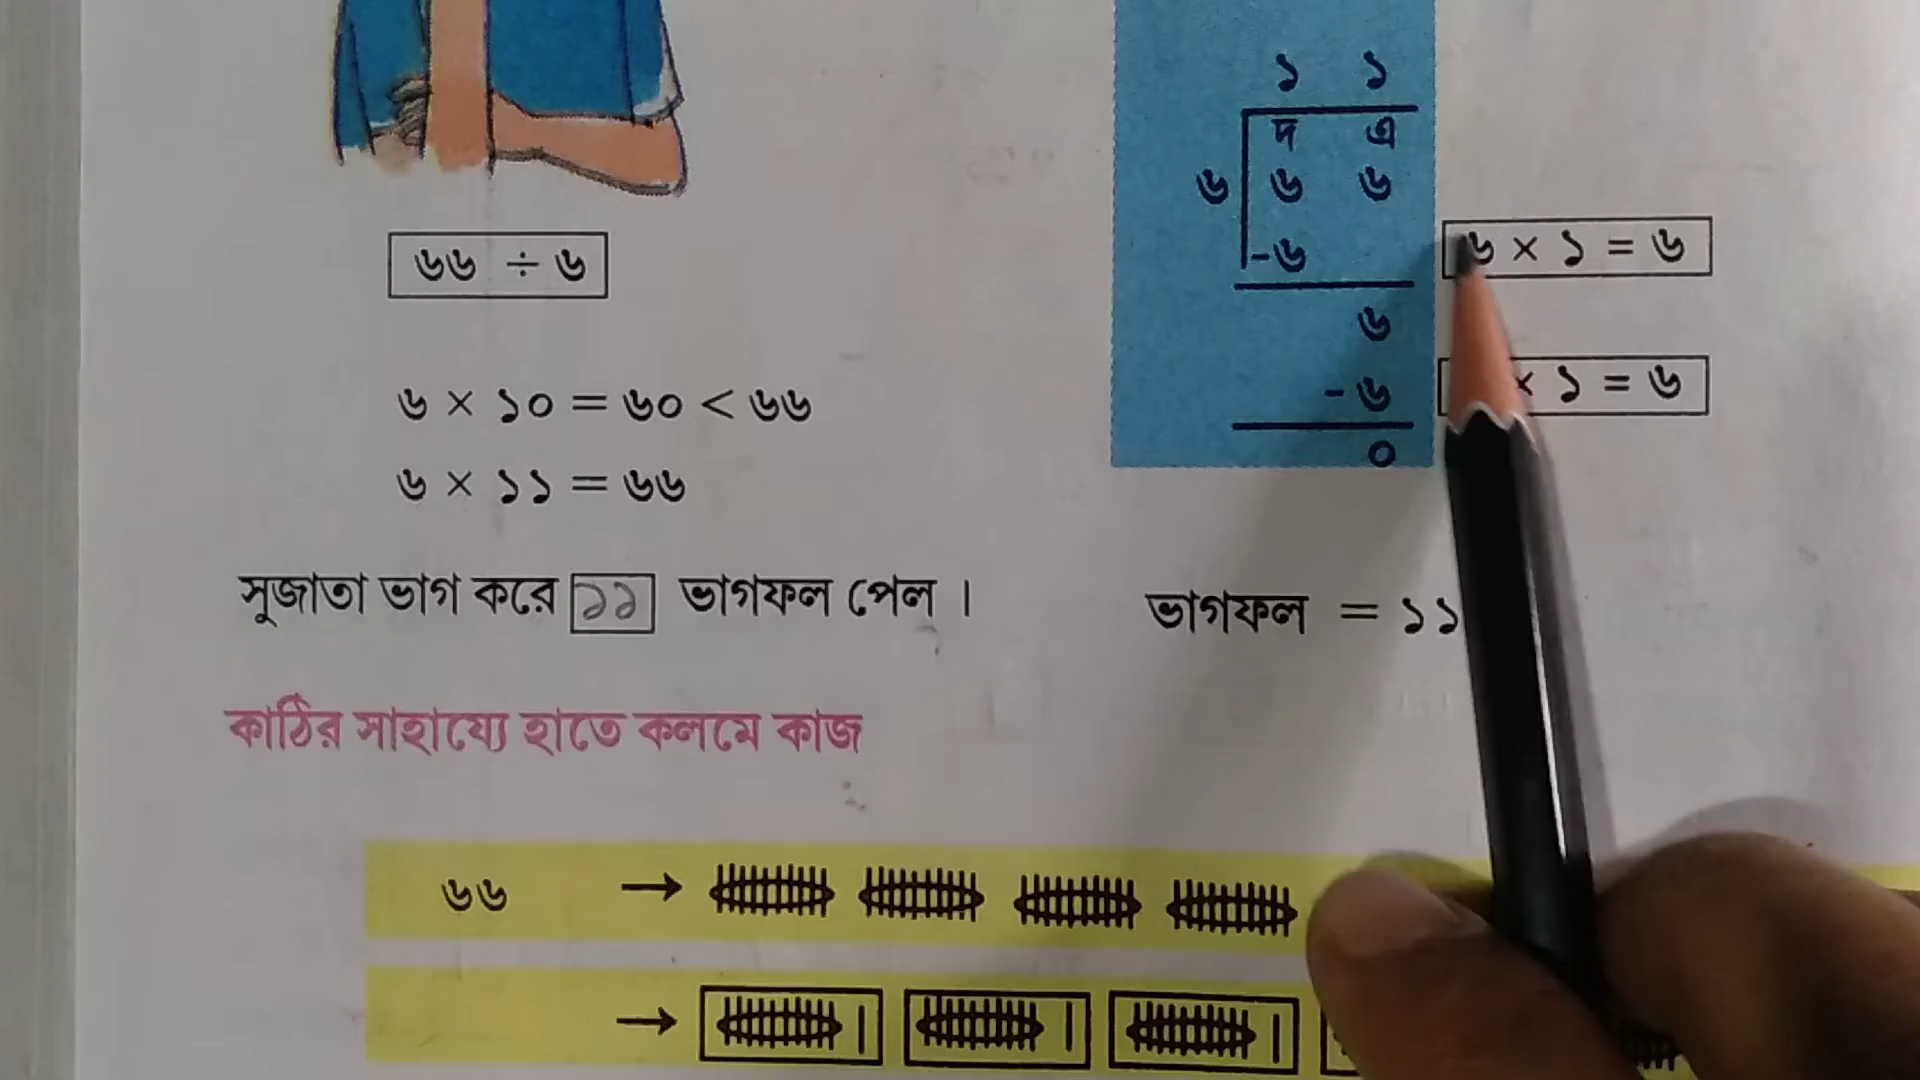 ৬৬ ÷ ৬
৬ × ১০ = ৬০ < ৬৬
৬ × ১১ = ৬৬
সুজাতা ভাগ করে ১১ ভাগফল পেল ।
১ ১
দ এ
৬ ৬ ৬
-৬
৬ × ১ = ৬
৬
-৬
× ১ = ৬
০
ভাগফল = ১১
কাঠির সাহায্যে হাতে কলমে কাজ
৬৬ →
→